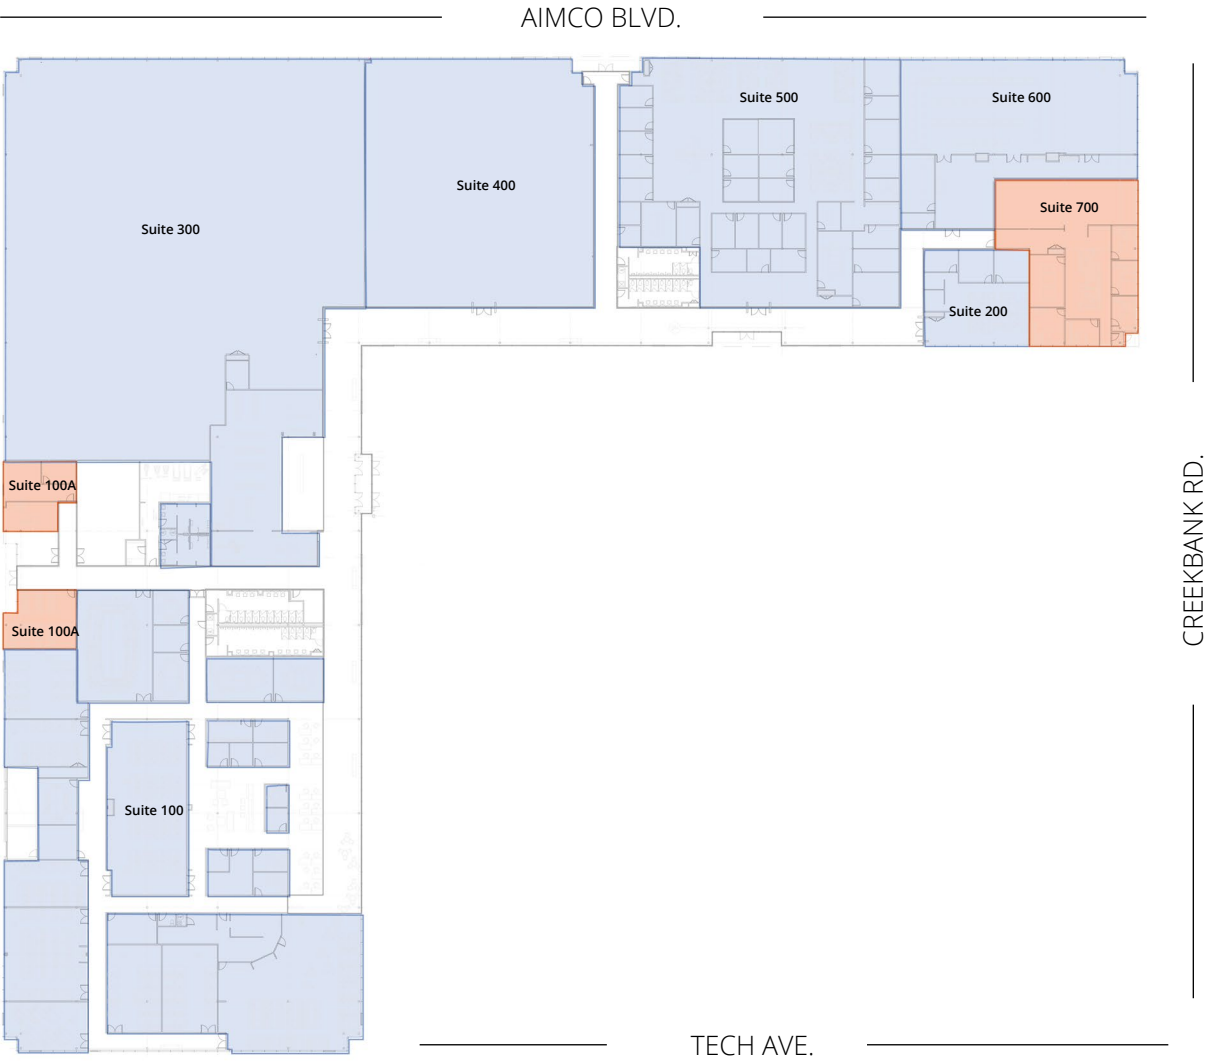 AIMCO BLVD.
Suite 500
Suite 600
Suite 400
Suite 700
Suite 300
Suite 200
Suite 100A
CREEKBANK RD.
Suite 100A
Suite 100
TECH AVE.